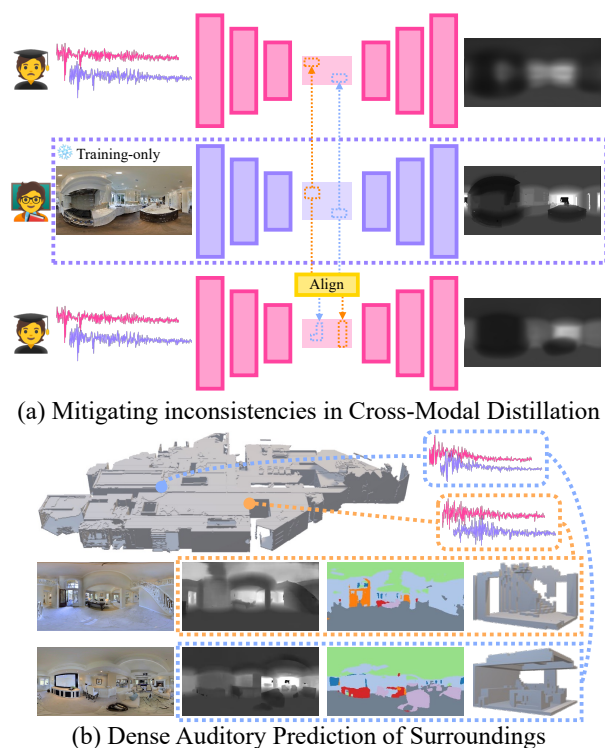 Training-only
Align
(a) Mitigating inconsistencies in Cross-Modal Distillation
(b) Dense Auditory Prediction of Surroundings